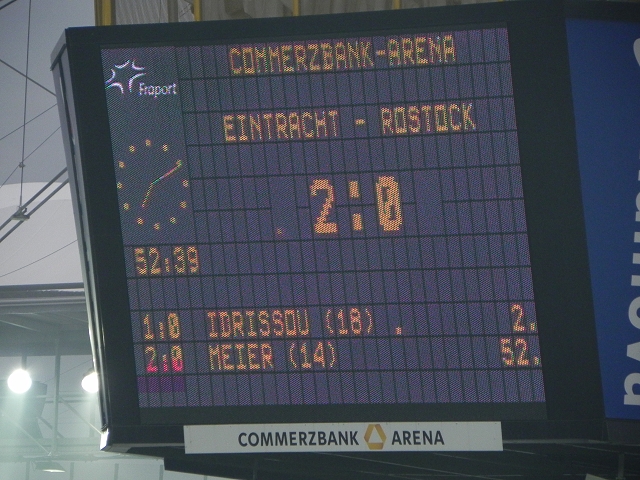 COMMERZBANK-ARENA
Fraport
EINTRACHT - ROSTOCK
2:0
52:39
1:0 IDRISSOU (18) . 2.
2:0 MEIER (14) 52.
COMMERZBANK ARENA